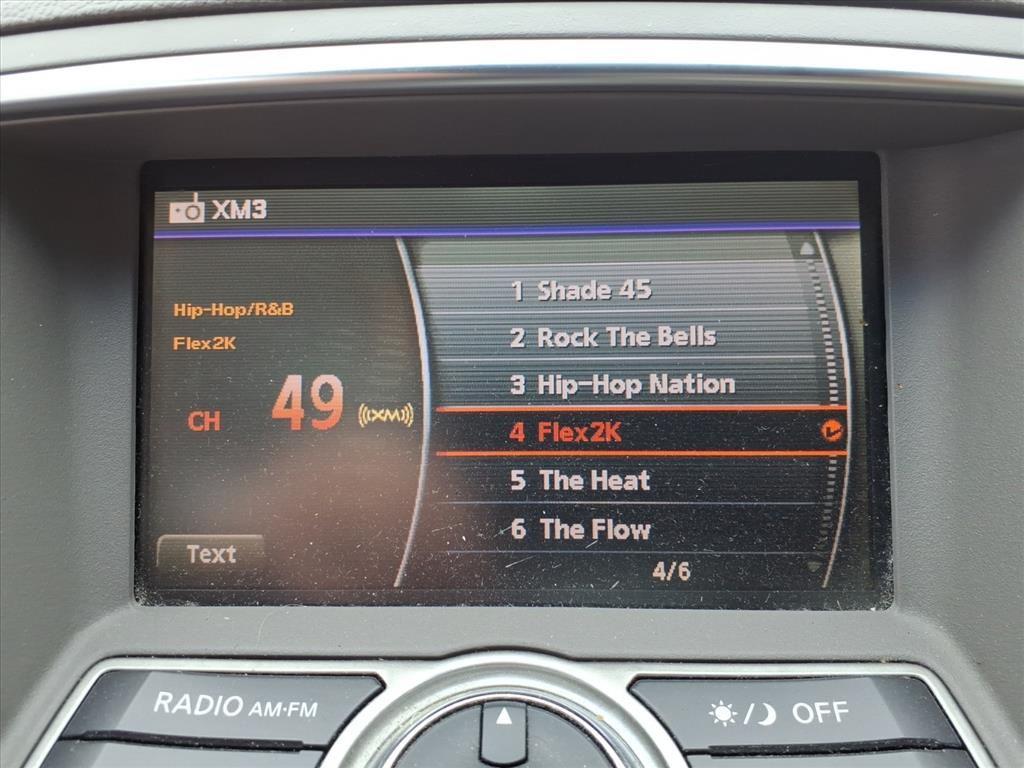 XM3
Hip-Hop/R&B
Flex2K
CH 49 ((XM))
1 Shade 45
2 Rock The Bells
3 Hip-Hop Nation
4 Flex2K
5 The Heat
6 The Flow
4/6
Text
RADIO AM·FM
/ OFF